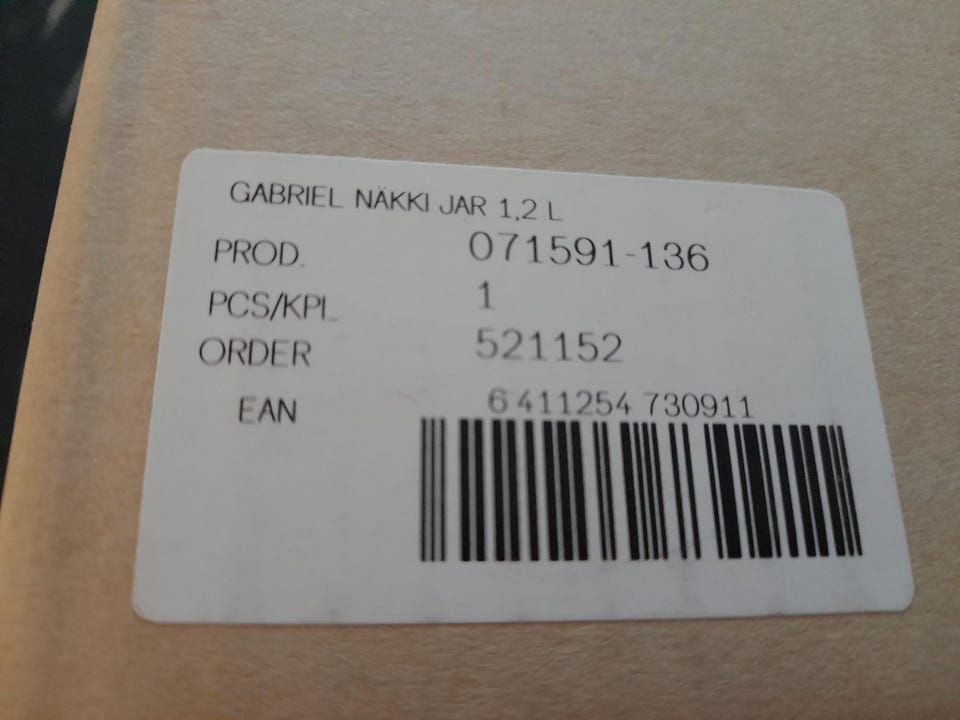 GABRIEL NÄKKI JAR 1,2 L
PROD. 071591-136
PCS/KPL 1
ORDER 521152
EAN 6 411254 730911